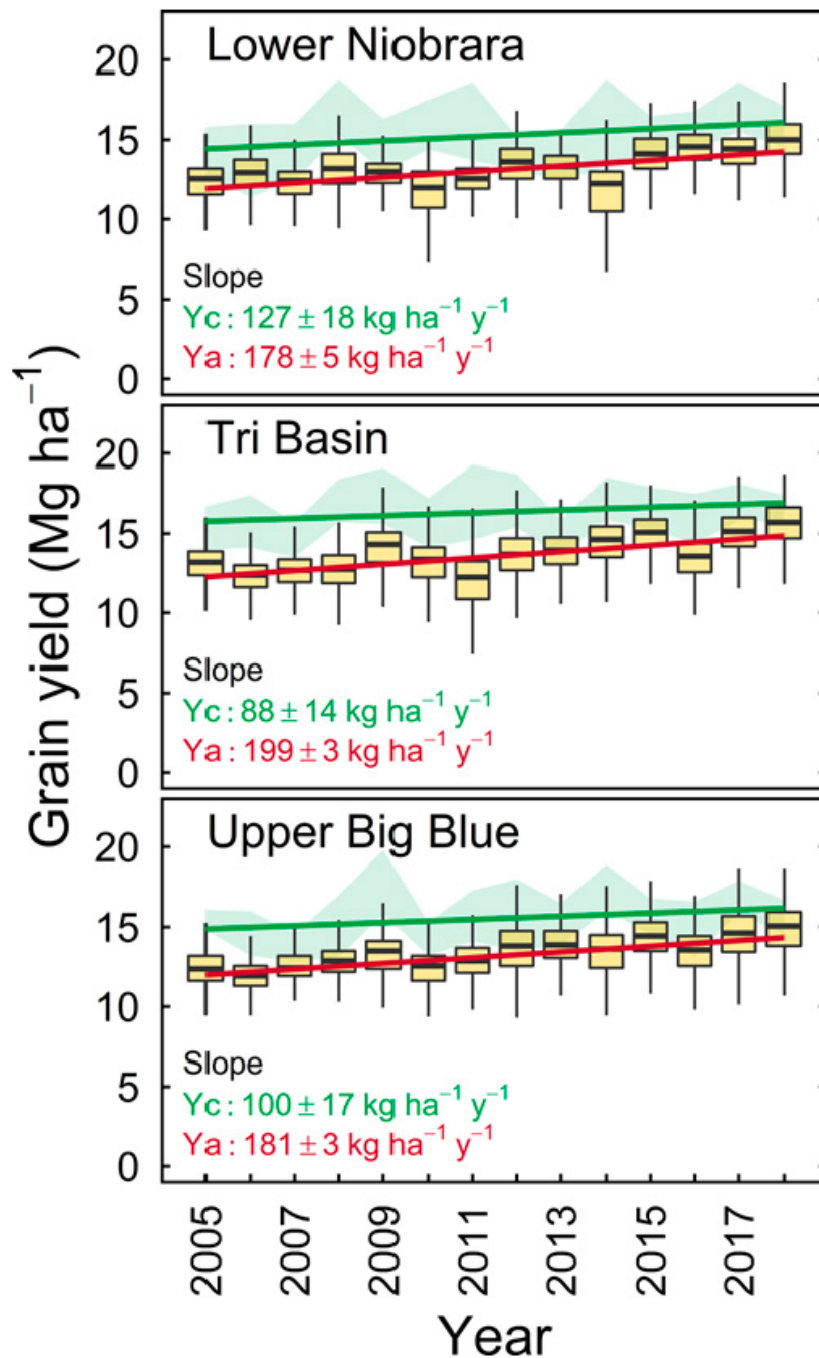 Lower Niobrara
20
15
10
5
0
Slope
Yc : 127 ± 18 kg ha⁻¹ y⁻¹
Ya : 178 ± 5 kg ha⁻¹ y⁻¹
Tri Basin
20
15
10
5
0
Slope
Yc : 88 ± 14 kg ha⁻¹ y⁻¹
Ya : 199 ± 3 kg ha⁻¹ y⁻¹
Grain yield (Mg ha⁻¹)
Upper Big Blue
20
15
10
5
0
Slope
Yc : 100 ± 17 kg ha⁻¹ y⁻¹
Ya : 181 ± 3 kg ha⁻¹ y⁻¹
2005 2007 2009 2011 2013 2015 2017
Year